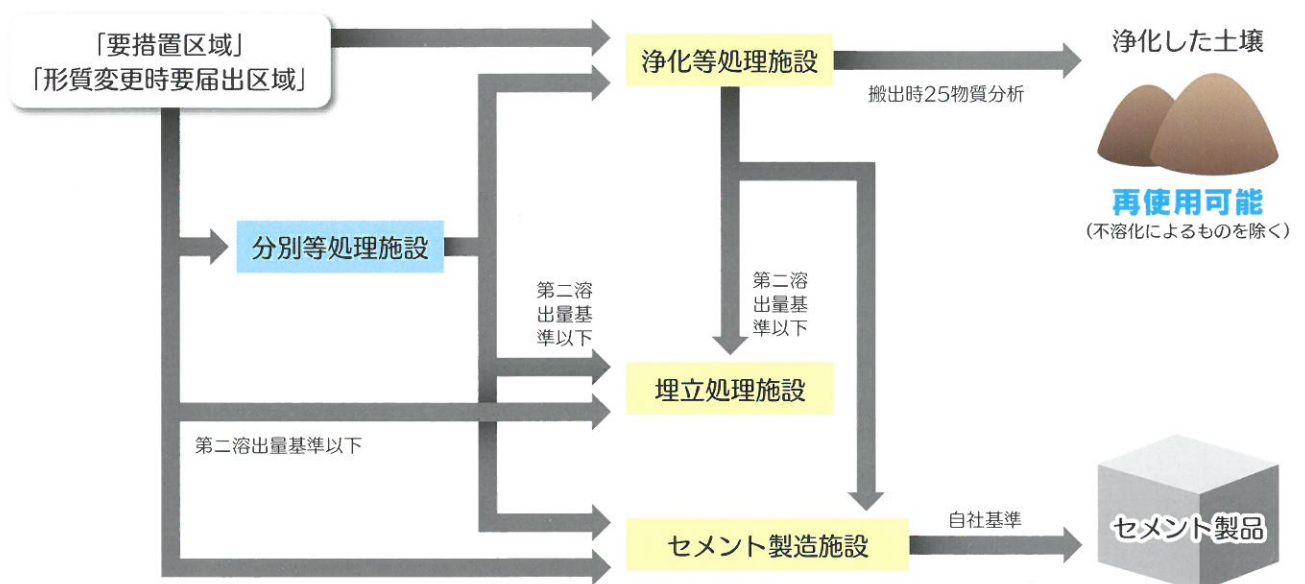 「要措置区域」
「形質変更時要届出区域」
浄化等処理施設
搬出時25物質分析
浄化した土壌
再使用可能
(不溶化によるものを除く)
分別等処理施設
第二溶
出量基
準以下
第二溶
出量基
準以下
埋立処理施設
第二溶出量基準以下
セメント製造施設
自社基準
セメント製品